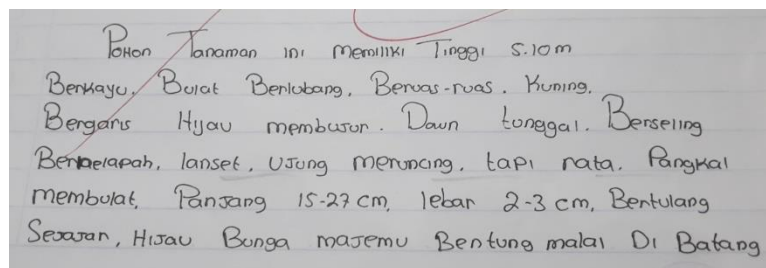 Pohon Tanaman ini memiliki Tinggi 5.10m
Berkayu, Bulat Berlubang, Beruas-ruas, Kuning,
Bergaris Hijau membujur. Daun tunggal. Berseling
Berpelapah, lanset, Ujung meruncing, tapi rata. Pangkal
membulat, Panjang 15-27 cm, lebar 2-3 cm, Bertulang
Sejajar, Hijau Bunga majemu Bentung malai Di Batang